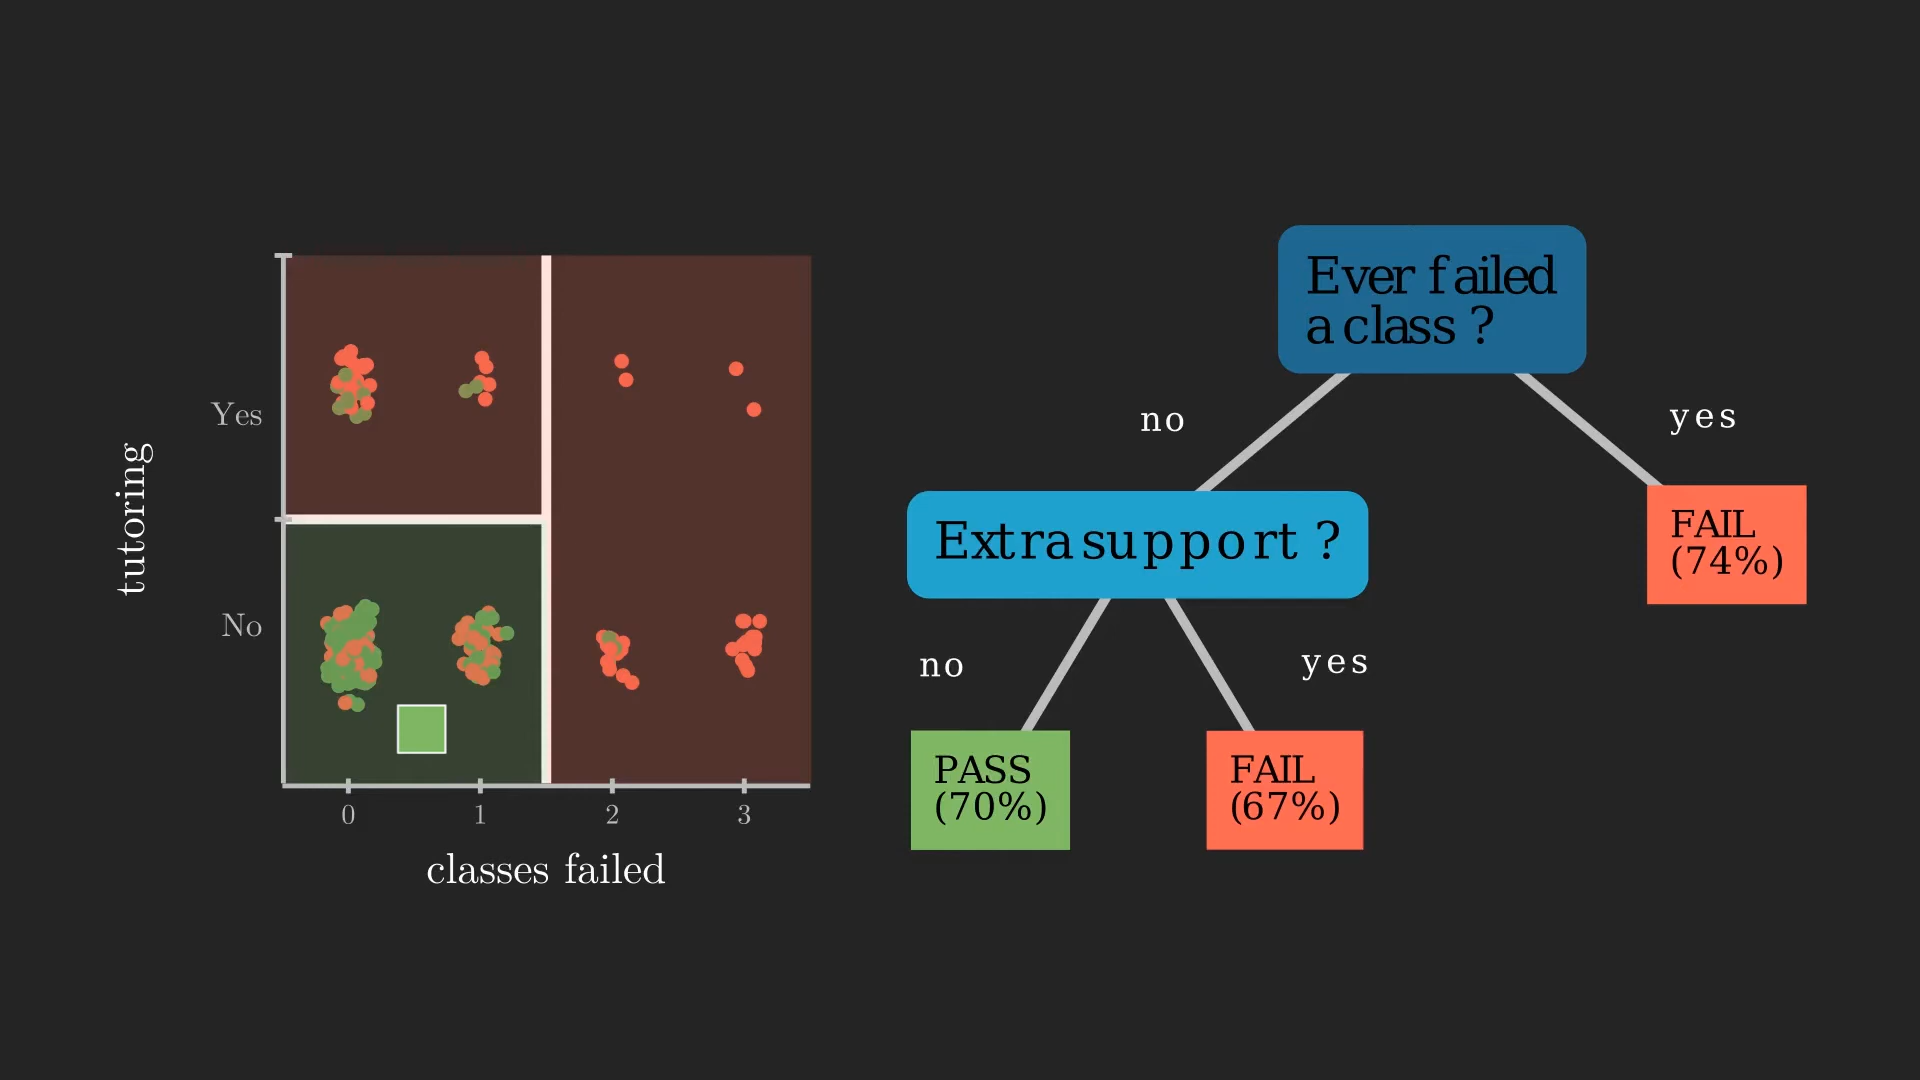 tutoring
Yes
No
0 1 2 3
classes failed
Ever failed
a class ?
no
yes
Extra support ?
FAIL
(74%)
no
yes
PASS
(70%)
FAIL
(67%)